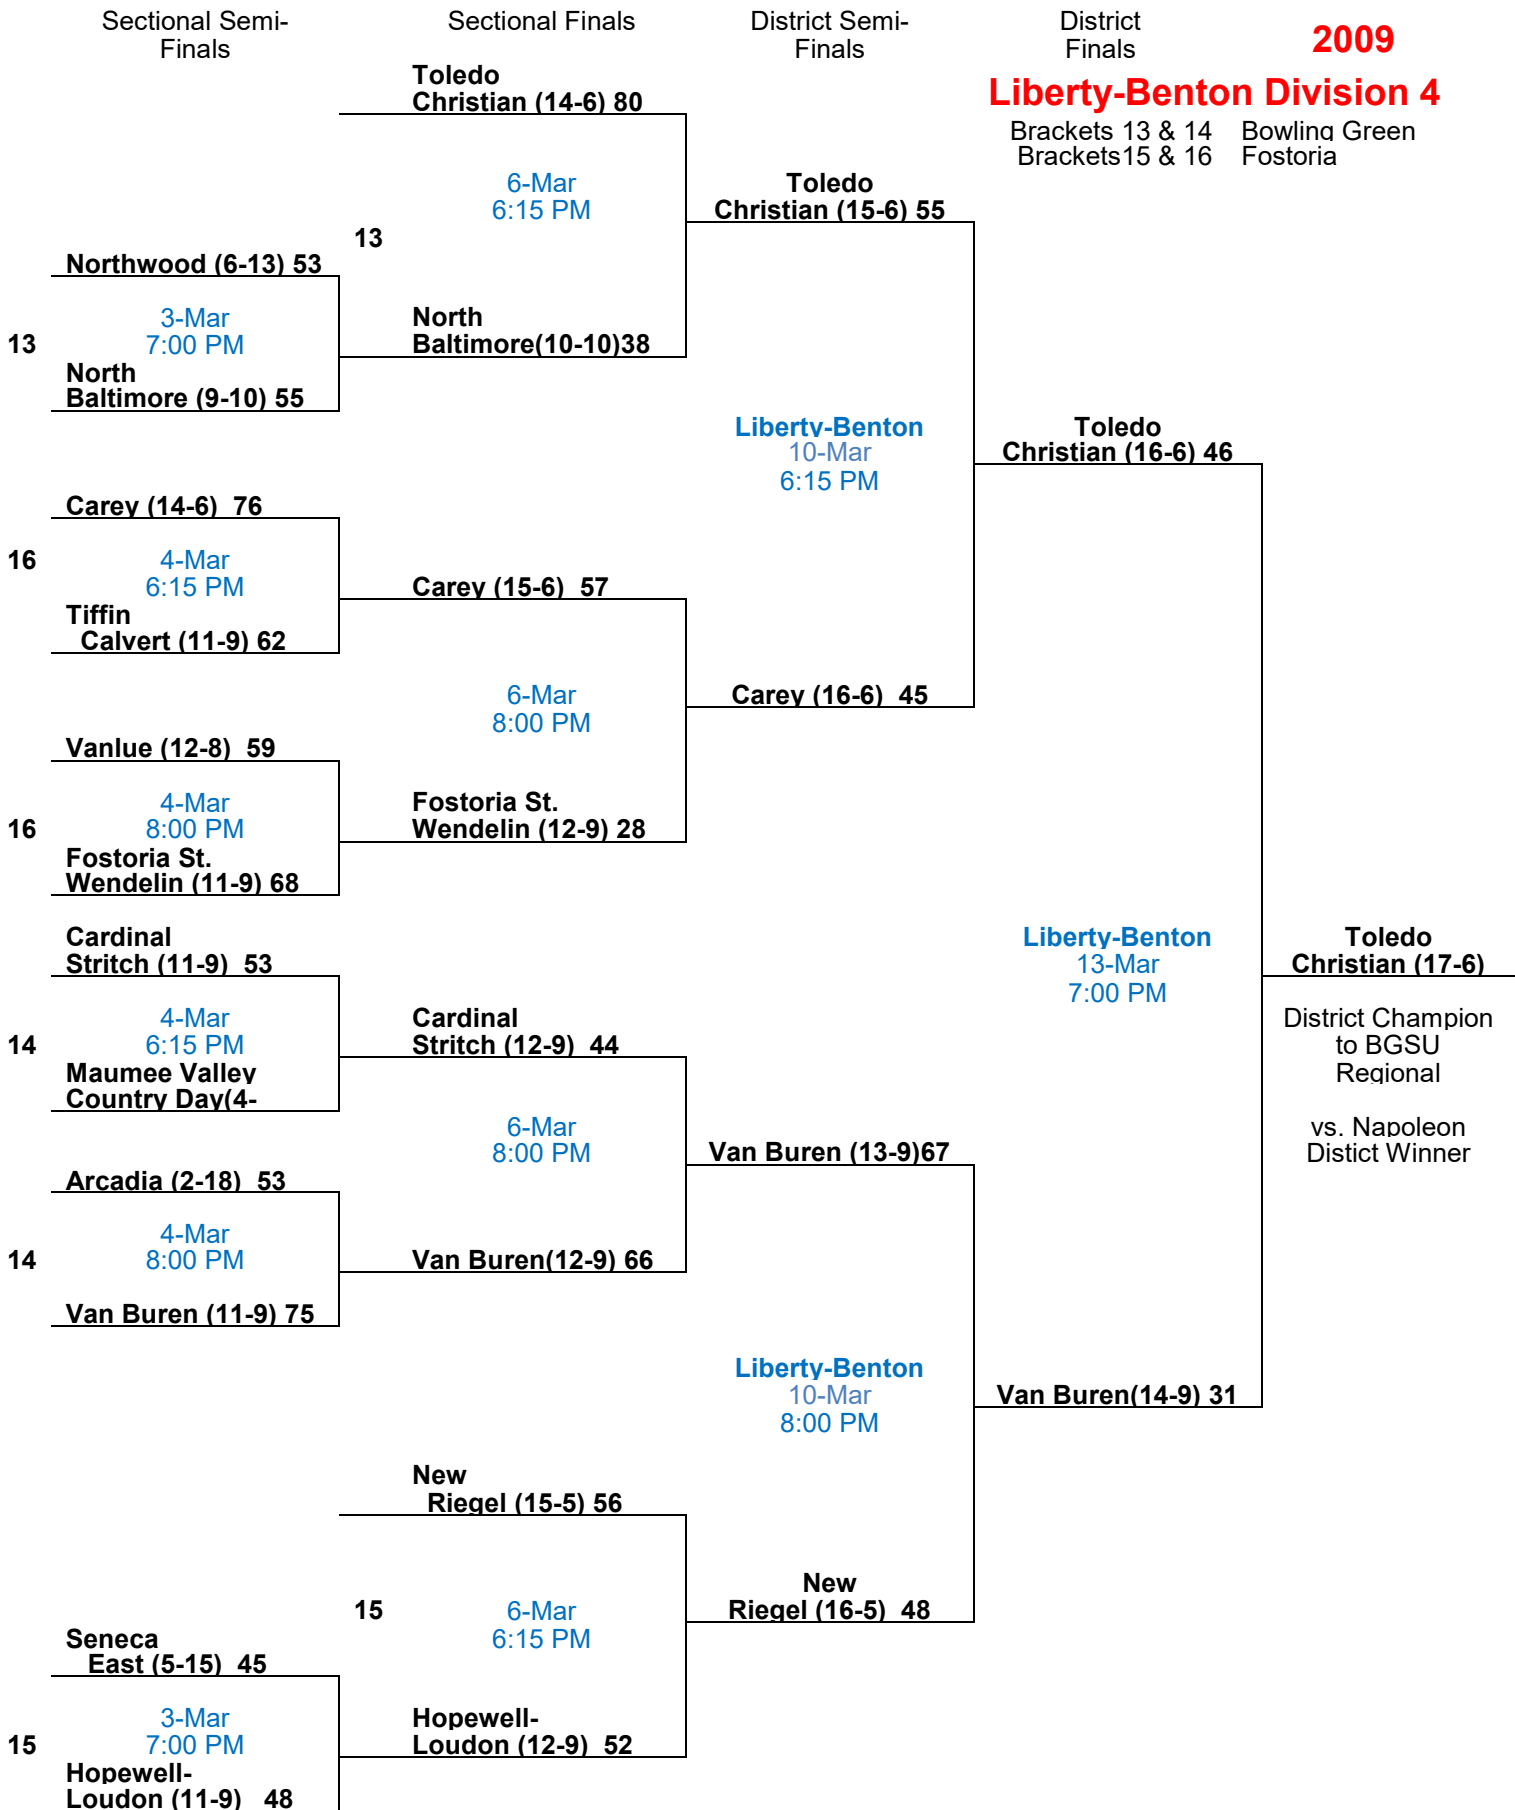 Sectional Semi-
Finals
Sectional Finals
District Semi-
Finals
District
Finals
2009
Liberty-Benton Division 4
Brackets 13 & 14 Bowling Green
Brackets15 & 16 Fostoria
Toledo
Christian (14-6) 80
6-Mar
6:15 PM
13
Toledo
Christian (15-6) 55
Northwood (6-13) 53
3-Mar
7:00 PM
13
North
Baltimore (9-10) 55
North
Baltimore(10-10)38
Liberty-Benton
10-Mar
6:15 PM
Toledo
Christian (16-6) 46
Carey (14-6) 76
16
4-Mar
6:15 PM
Tiffin
Calvert (11-9) 62
Carey (15-6) 57
6-Mar
8:00 PM
Carey (16-6) 45
Vanlue (12-8) 59
4-Mar
8:00 PM
16
Fostoria St.
Wendelin (11-9) 68
Fostoria St.
Wendelin (12-9) 28
Liberty-Benton
13-Mar
7:00 PM
Toledo
Christian (17-6)
District Champion
to BGSU
Regional
vs. Napoleon
Distict Winner
Cardinal
Stritch (11-9) 53
4-Mar
6:15 PM
14
Maumee Valley
Country Day(4-
Cardinal
Stritch (12-9) 44
6-Mar
8:00 PM
Van Buren (13-9)67
Arcadia (2-18) 53
4-Mar
8:00 PM
14
Van Buren (11-9) 75
Van Buren(12-9) 66
Liberty-Benton
10-Mar
8:00 PM
Van Buren(14-9) 31
New
Riegel (15-5) 56
15
6-Mar
6:15 PM
New
Riegel (16-5) 48
Seneca
East (5-15) 45
3-Mar
7:00 PM
15
Hopewell-
Loudon (11-9) 48
Hopewell-
Loudon (12-9) 52